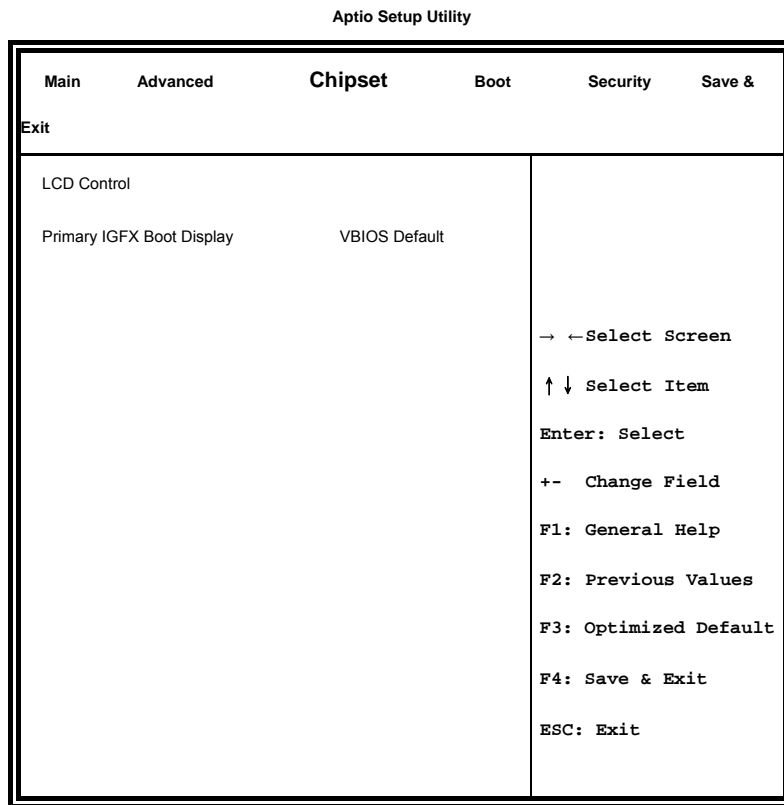 Aptio Setup Utility
Main Advanced Chipset Boot Security Save &
Exit
LCD Control
Primary IGFX Boot Display VBIOS Default
→ ←Select Screen
↑↓ Select Item
Enter: Select
+- Change Field
F1: General Help
F2: Previous Values
F3: Optimized Default
F4: Save & Exit
ESC: Exit